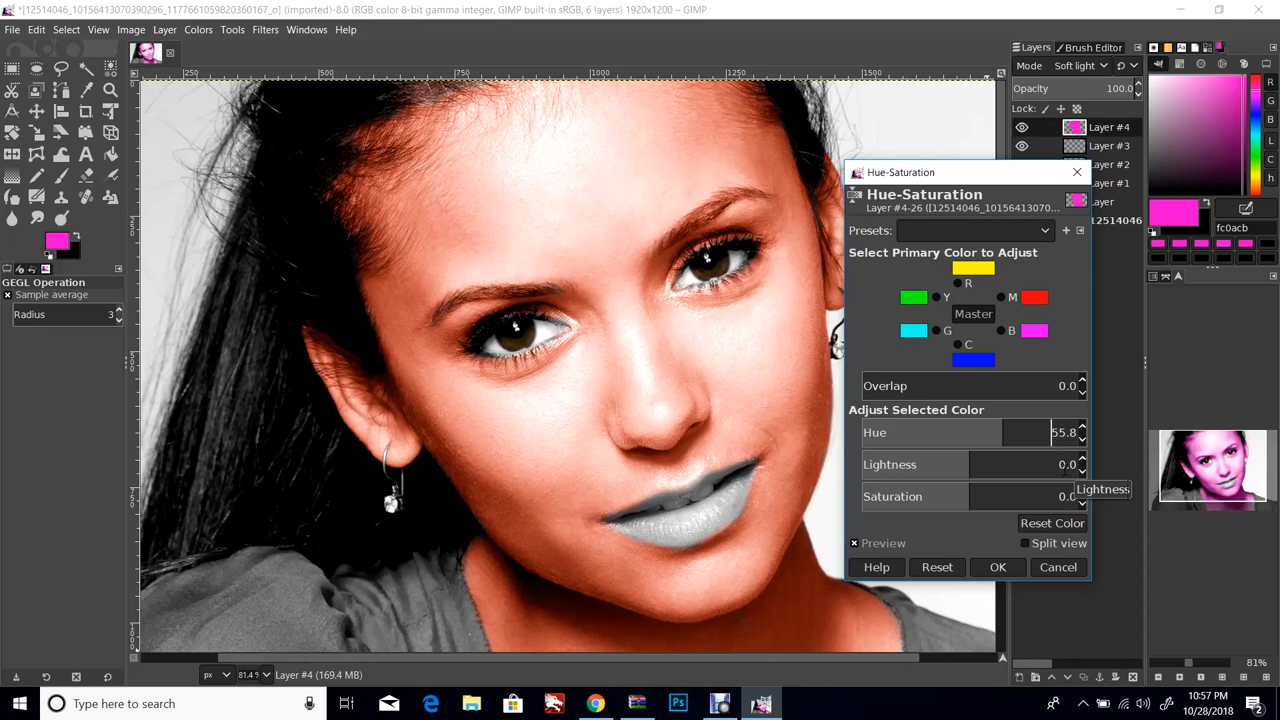 *[12514046_10156413070390296_1177661059820360167_o] (imported)-8.0 (RGB color 8-bit gamma integer, GIMP built-in sRGB, 6 layers) 1920x1200 – GIMP
File Edit Select View Image Layer Colors Tools Filters Windows Help
Layers Brush Editor
Mode Soft light
Opacity 100.0
Lock:
Layer #4
Layer #3
Layer #2
Layer #1
Layer
12514046
250 500 750 1000 1250 1500
GEGL Operation
Sample average
Radius 3
Hue-Saturation
Hue-Saturation
Layer #4-26 ([12514046_10156413070...
Presets:
Select Primary Color to Adjust
R
Y M
Master
G B
C
Overlap 0.0
Adjust Selected Color
Hue 55.8
Lightness 0.0
Lightness
Saturation 0.0
Reset Color
Preview Split view
Help Reset OK Cancel
R
G
B
L
C
h
fc0acb
px 81.4% Layer #4 (169.4 MB)
81%
Type here to search
Ps
10:57 PM
10/28/2018
2